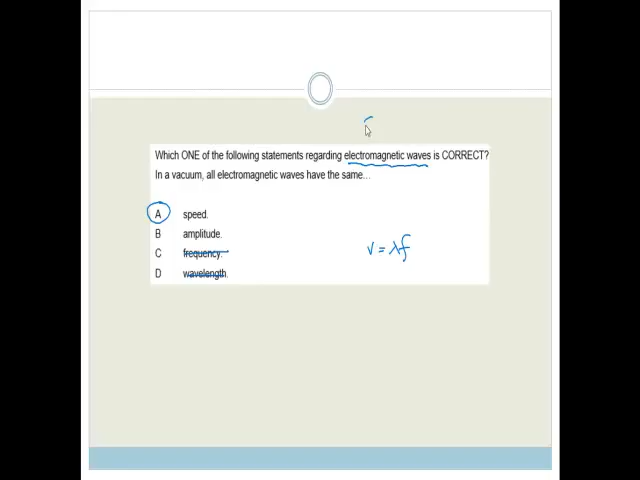 Which ONE of the following statements regarding electromagnetic waves is CORRECT?
In a vacuum, all electromagnetic waves have the same…
A speed.
B amplitude.
C frequency.
D wavelength.
v = λf